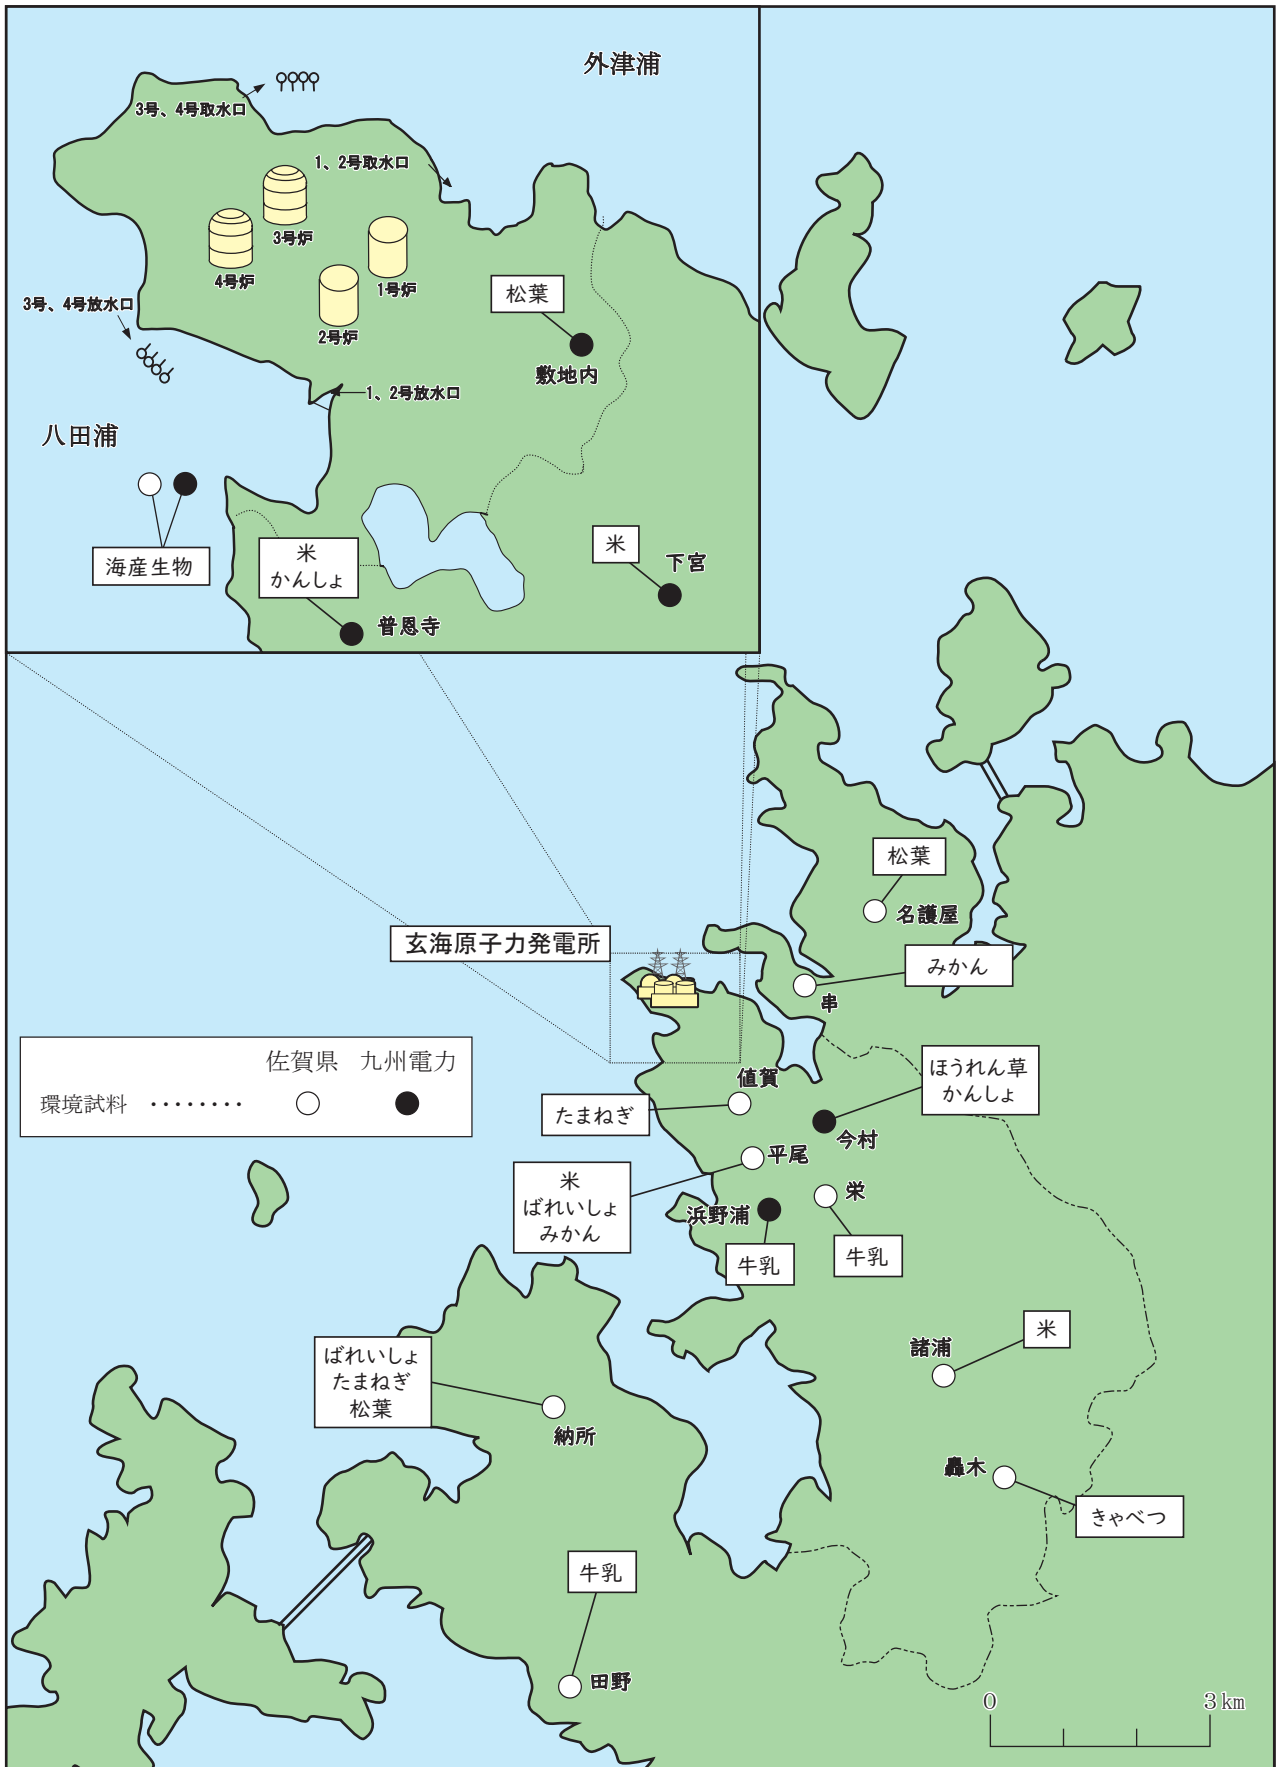 外津浦
3号、4号取水口
1、2号取水口
3号炉
4号炉
1号炉
2号炉
3号、4号放水口
松葉
敷地内
1、2号放水口
八田浦
海産生物
米
かんしょ
普恩寺
米
下宮
松葉
名護屋
玄海原子力発電所
みかん
串
佐賀県 九州電力
環境試料 ‥‥‥‥
値賀
たまねぎ
ほうれん草
かんしょ
今村
平尾
米
ばれいしょ
みかん
栄
浜野浦
牛乳
牛乳
諸浦
米
ばれいしょ
たまねぎ
松葉
納所
轟木
きゃべつ
牛乳
田野
0 3km